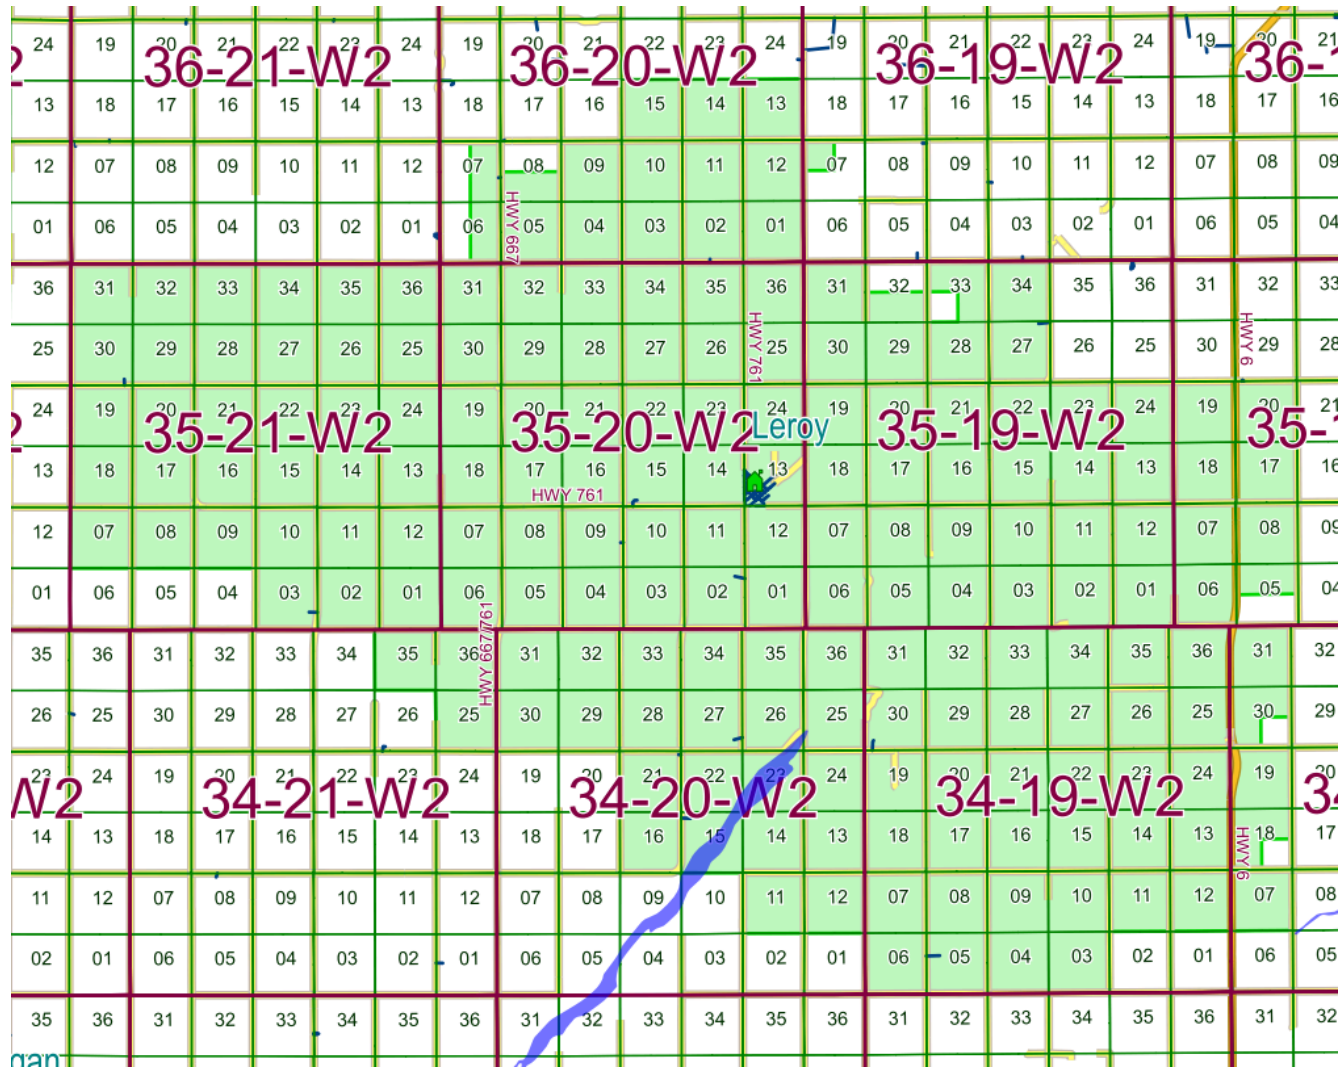 24 19 20 21 22 23 24 19 20 21 22 23 24 19 20 21 22 23 24 19 20 21
2 36-21-W2 36-20-W2 36-19-W2 36-1
13 18 17 16 15 14 13 18 17 16 15 14 13 18 17 16 15 14 13 18 17 16
12 07 08 09 10 11 12 07 08 09 10 11 12 07 08 09 10 11 12 07 08 09
HWY 667
01 06 05 04 03 02 01 06 05 04 03 02 01 06 05 04 03 02 01 06 05 04
36 31 32 33 34 35 36 31 32 33 34 35 36 31 32 33 34 35 36 31 32 33
HWY 761 HWY 6
25 30 29 28 27 26 25 30 29 28 27 26 25 30 29 28 27 26 25 30 29 28
24 19 20 21 22 23 24 19 20 21 22 23 24 19 20 21 22 23 24 19 20 21
2 35-21-W2 35-20-W2 Leroy 35-19-W2 35-
13 18 17 16 15 14 13 18 17 16 15 14 13 18 17 16 15 14 13 18 17 16
HWY 761
12 07 08 09 10 11 12 07 08 09 10 11 12 07 08 09 10 11 12 07 08 09
01 06 05 04 03 02 01 06 05 04 03 02 01 06 05 04 03 02 01 06 05 04
HWY 667/761
35 36 31 32 33 34 35 36 31 32 33 34 35 36 31 32 33 34 35 36 31 32
26 25 30 29 28 27 26 25 30 29 28 27 26 25 30 29 28 27 26 25 30 29
23 24 19 20 21 22 23 24 19 20 21 22 23 24 19 20 21 22 23 24 19 20
W2 34-21-W2 34-20-W2 34-19-W2 34
14 13 18 17 16 15 14 13 18 17 16 15 14 13 18 17 16 15 14 13 18 17
HWY 6
11 12 07 08 09 10 11 12 07 08 09 10 11 12 07 08 09 10 11 12 07 08
02 01 06 05 04 03 02 01 06 05 04 03 02 01 06 05 04 03 02 01 06 05
35 36 31 32 33 34 35 36 31 32 33 34 35 36 31 32 33 34 35 36 31 32
gan